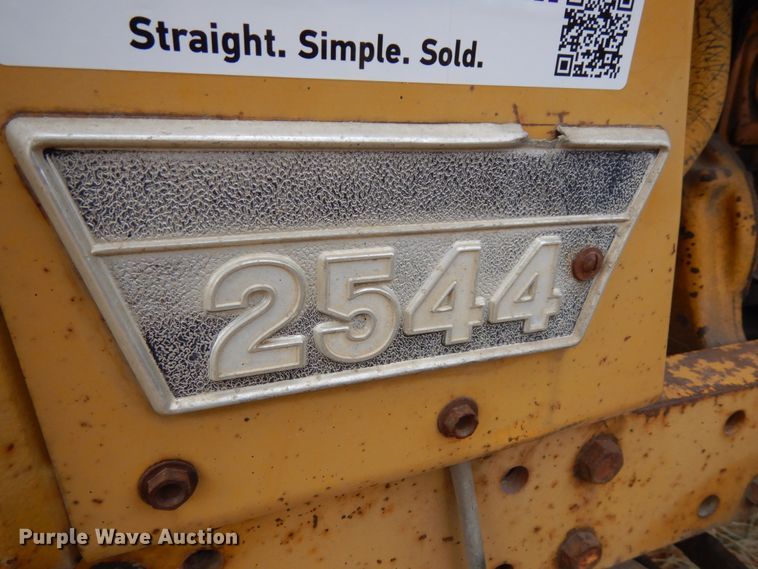 Straight. Simple. Sold.
2544
Purple Wave Auction®